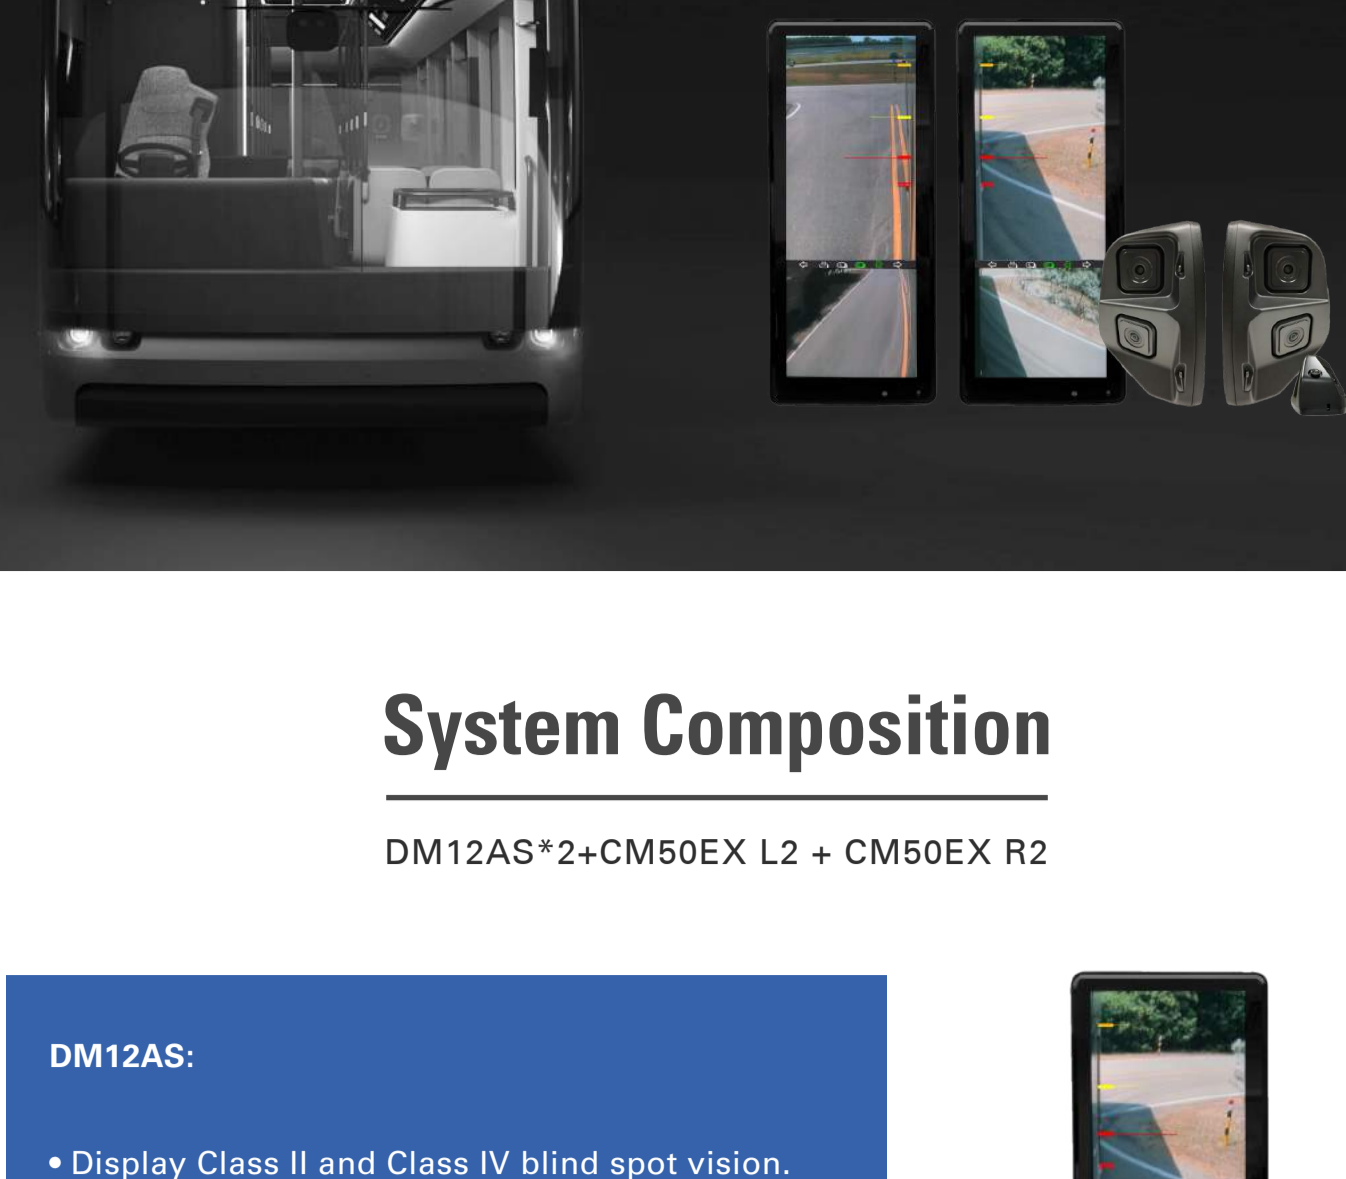 System Composition
DM12AS*2+CM50EX L2 + CM50EX R2
DM12AS:
• Display Class II and Class IV blind spot vision.